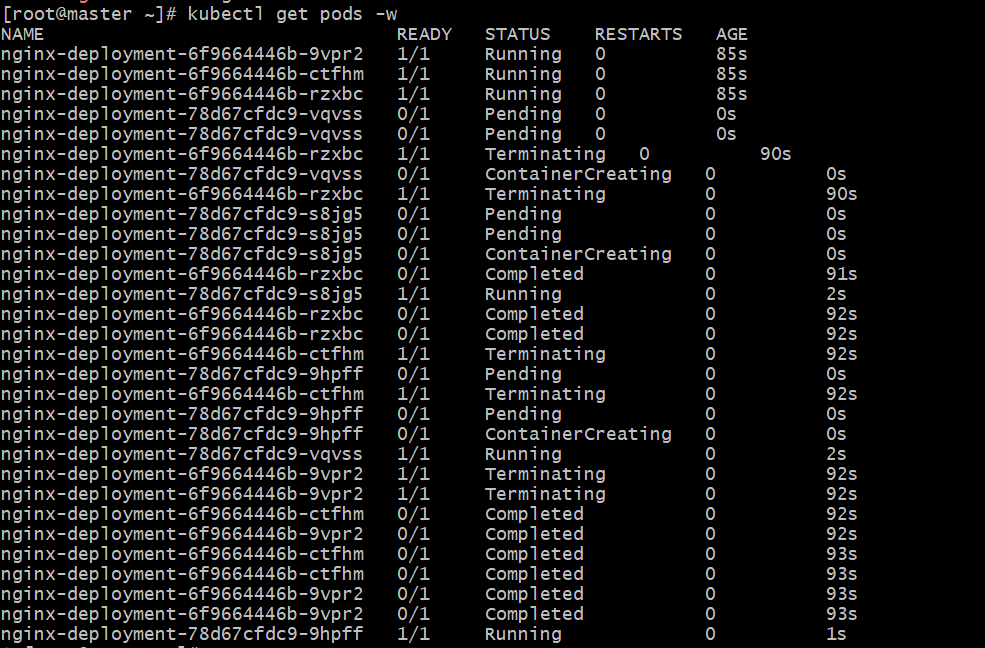 [root@master ~]# kubectl get pods -w
NAME READY STATUS RESTARTS AGE
nginx-deployment-6f9664446b-9vpr2 1/1 Running 0 85s
nginx-deployment-6f9664446b-ctfhm 1/1 Running 0 85s
nginx-deployment-6f9664446b-rzxbc 1/1 Running 0 85s
nginx-deployment-78d67cfdc9-vqvss 0/1 Pending 0 0s
nginx-deployment-78d67cfdc9-vqvss 0/1 Pending 0 0s
nginx-deployment-6f9664446b-rzxbc 1/1 Terminating 0 90s
nginx-deployment-78d67cfdc9-vqvss 0/1 ContainerCreating 0 0s
nginx-deployment-6f9664446b-rzxbc 1/1 Terminating 0 90s
nginx-deployment-78d67cfdc9-s8jg5 0/1 Pending 0 0s
nginx-deployment-78d67cfdc9-s8jg5 0/1 Pending 0 0s
nginx-deployment-78d67cfdc9-s8jg5 0/1 ContainerCreating 0 0s
nginx-deployment-6f9664446b-rzxbc 0/1 Completed 0 91s
nginx-deployment-78d67cfdc9-s8jg5 1/1 Running 0 2s
nginx-deployment-6f9664446b-rzxbc 0/1 Completed 0 92s
nginx-deployment-6f9664446b-rzxbc 0/1 Completed 0 92s
nginx-deployment-6f9664446b-ctfhm 1/1 Terminating 0 92s
nginx-deployment-78d67cfdc9-9hpff 0/1 Pending 0 0s
nginx-deployment-6f9664446b-ctfhm 1/1 Terminating 0 92s
nginx-deployment-78d67cfdc9-9hpff 0/1 Pending 0 0s
nginx-deployment-78d67cfdc9-9hpff 0/1 ContainerCreating 0 0s
nginx-deployment-78d67cfdc9-vqvss 1/1 Running 0 2s
nginx-deployment-6f9664446b-9vpr2 1/1 Terminating 0 92s
nginx-deployment-6f9664446b-9vpr2 1/1 Terminating 0 92s
nginx-deployment-6f9664446b-ctfhm 0/1 Completed 0 92s
nginx-deployment-6f9664446b-9vpr2 0/1 Completed 0 92s
nginx-deployment-6f9664446b-ctfhm 0/1 Completed 0 93s
nginx-deployment-6f9664446b-ctfhm 0/1 Completed 0 93s
nginx-deployment-6f9664446b-9vpr2 0/1 Completed 0 93s
nginx-deployment-6f9664446b-9vpr2 0/1 Completed 0 93s
nginx-deployment-78d67cfdc9-9hpff 1/1 Running 0 1s